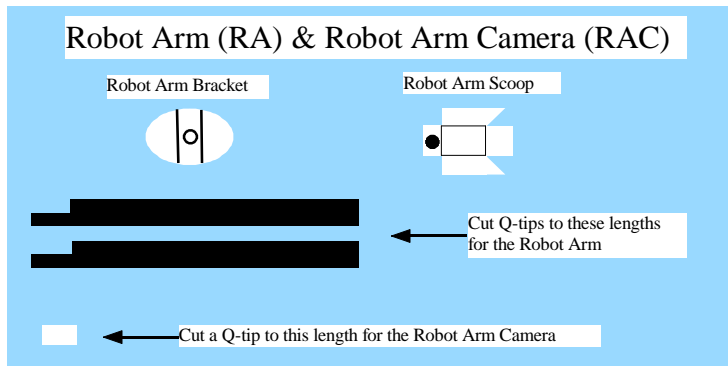 Robot Arm (RA) & Robot Arm Camera (RAC)
Robot Arm Bracket
Robot Arm Scoop
Cut Q-tips to these lengths
for the Robot Arm
Cut a Q-tip to this length for the Robot Arm Camera